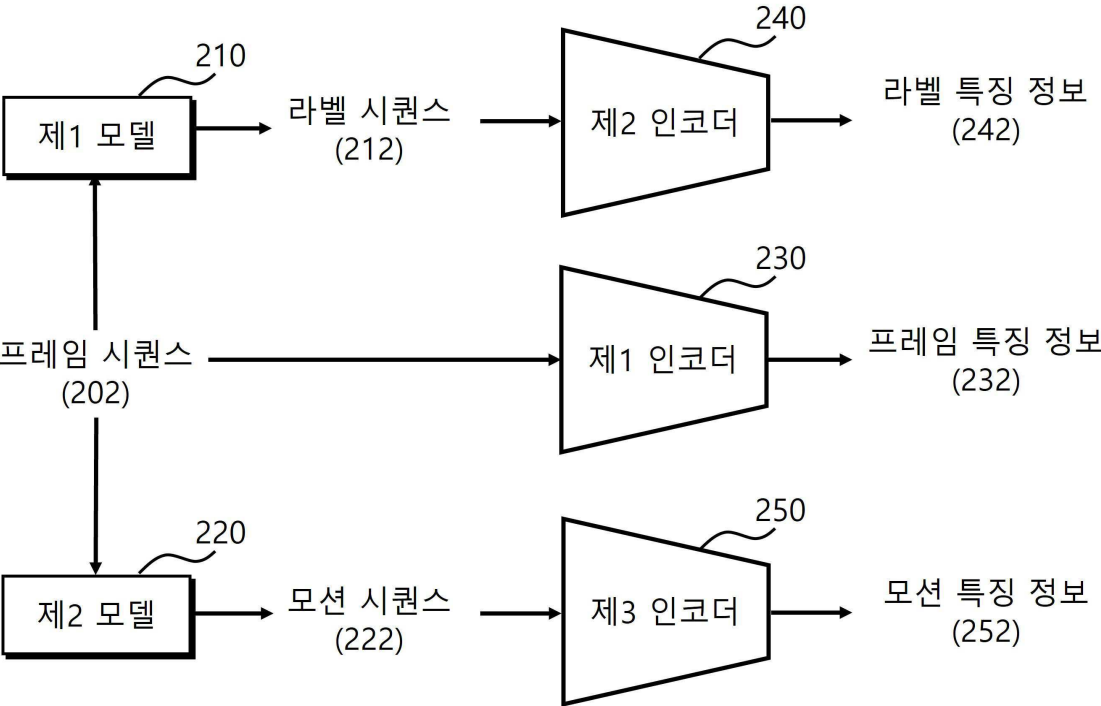 240
210
라벨 특징 정보
(242)
제1 모델
라벨 시퀀스
(212)
제2 인코더
230
프레임 시퀀스
(202)
제1 인코더
프레임 특징 정보
(232)
250
220
제2 모델
모션 시퀀스
(222)
제3 인코더
모션 특징 정보
(252)